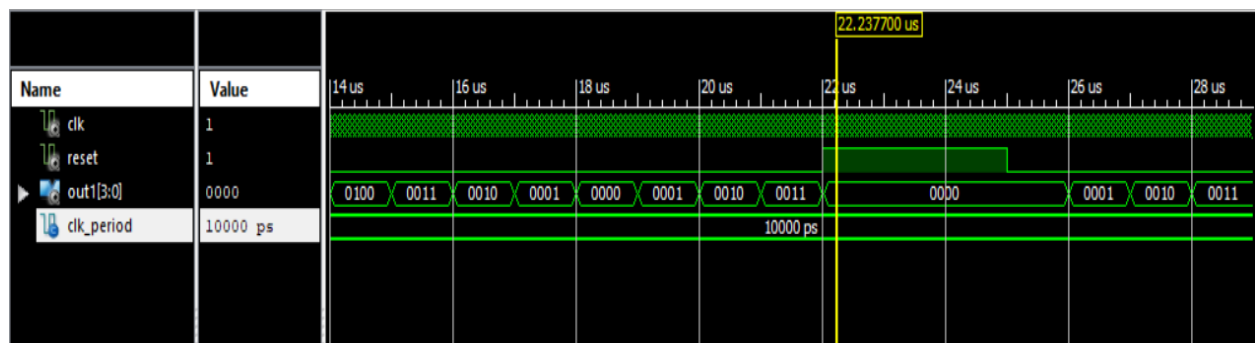 22.237700 us
Name Value 14 us 16 us 18 us 20 us 22 us 24 us 26 us 28 us
clk 1
reset 1
out1[3:0] 0000 0100 0011 0010 0001 0000 0001 0010 0011 0000 0001 0010 0011
clk_period 10000 ps 10000 ps